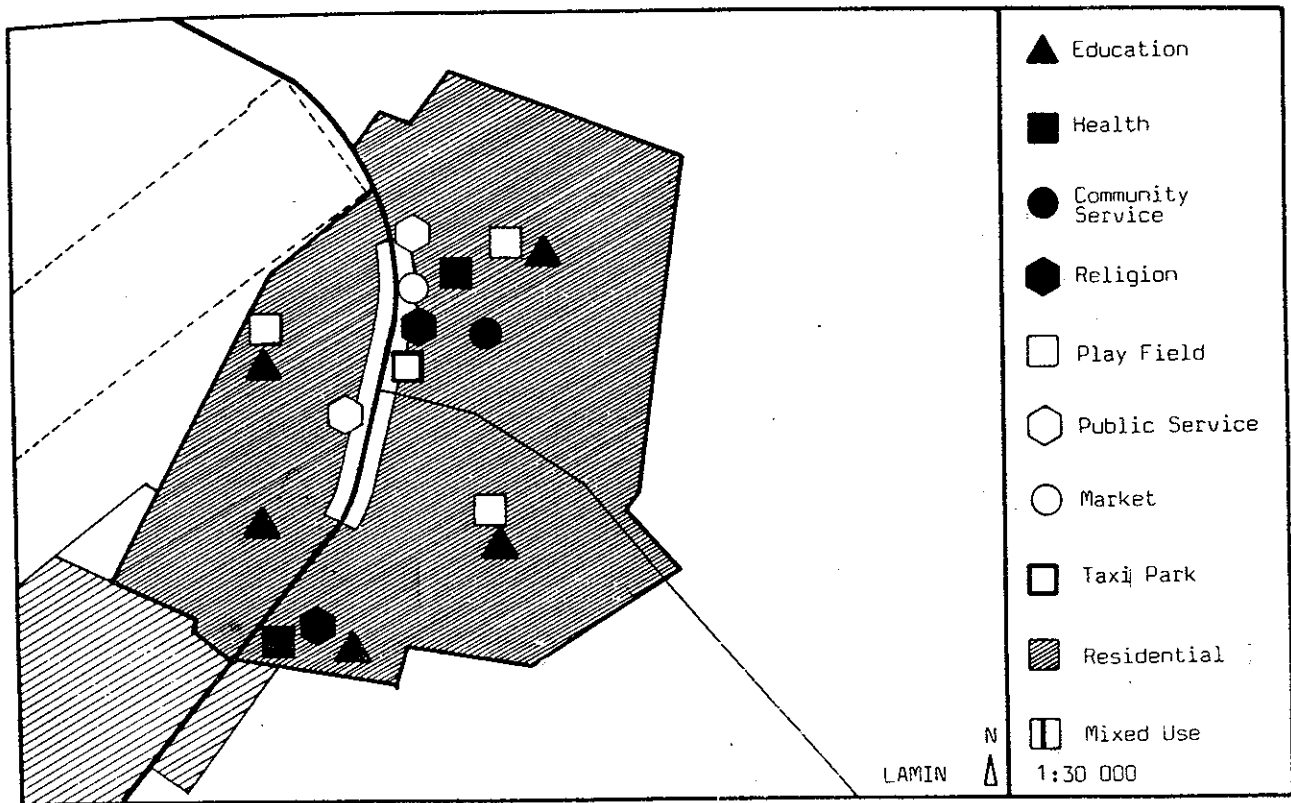 Education
Health
Community
Service
Religion
Play Field
Public Service
Market
Taxi Park
Residential
Mixed Use
N
LAMIN
1:30 000